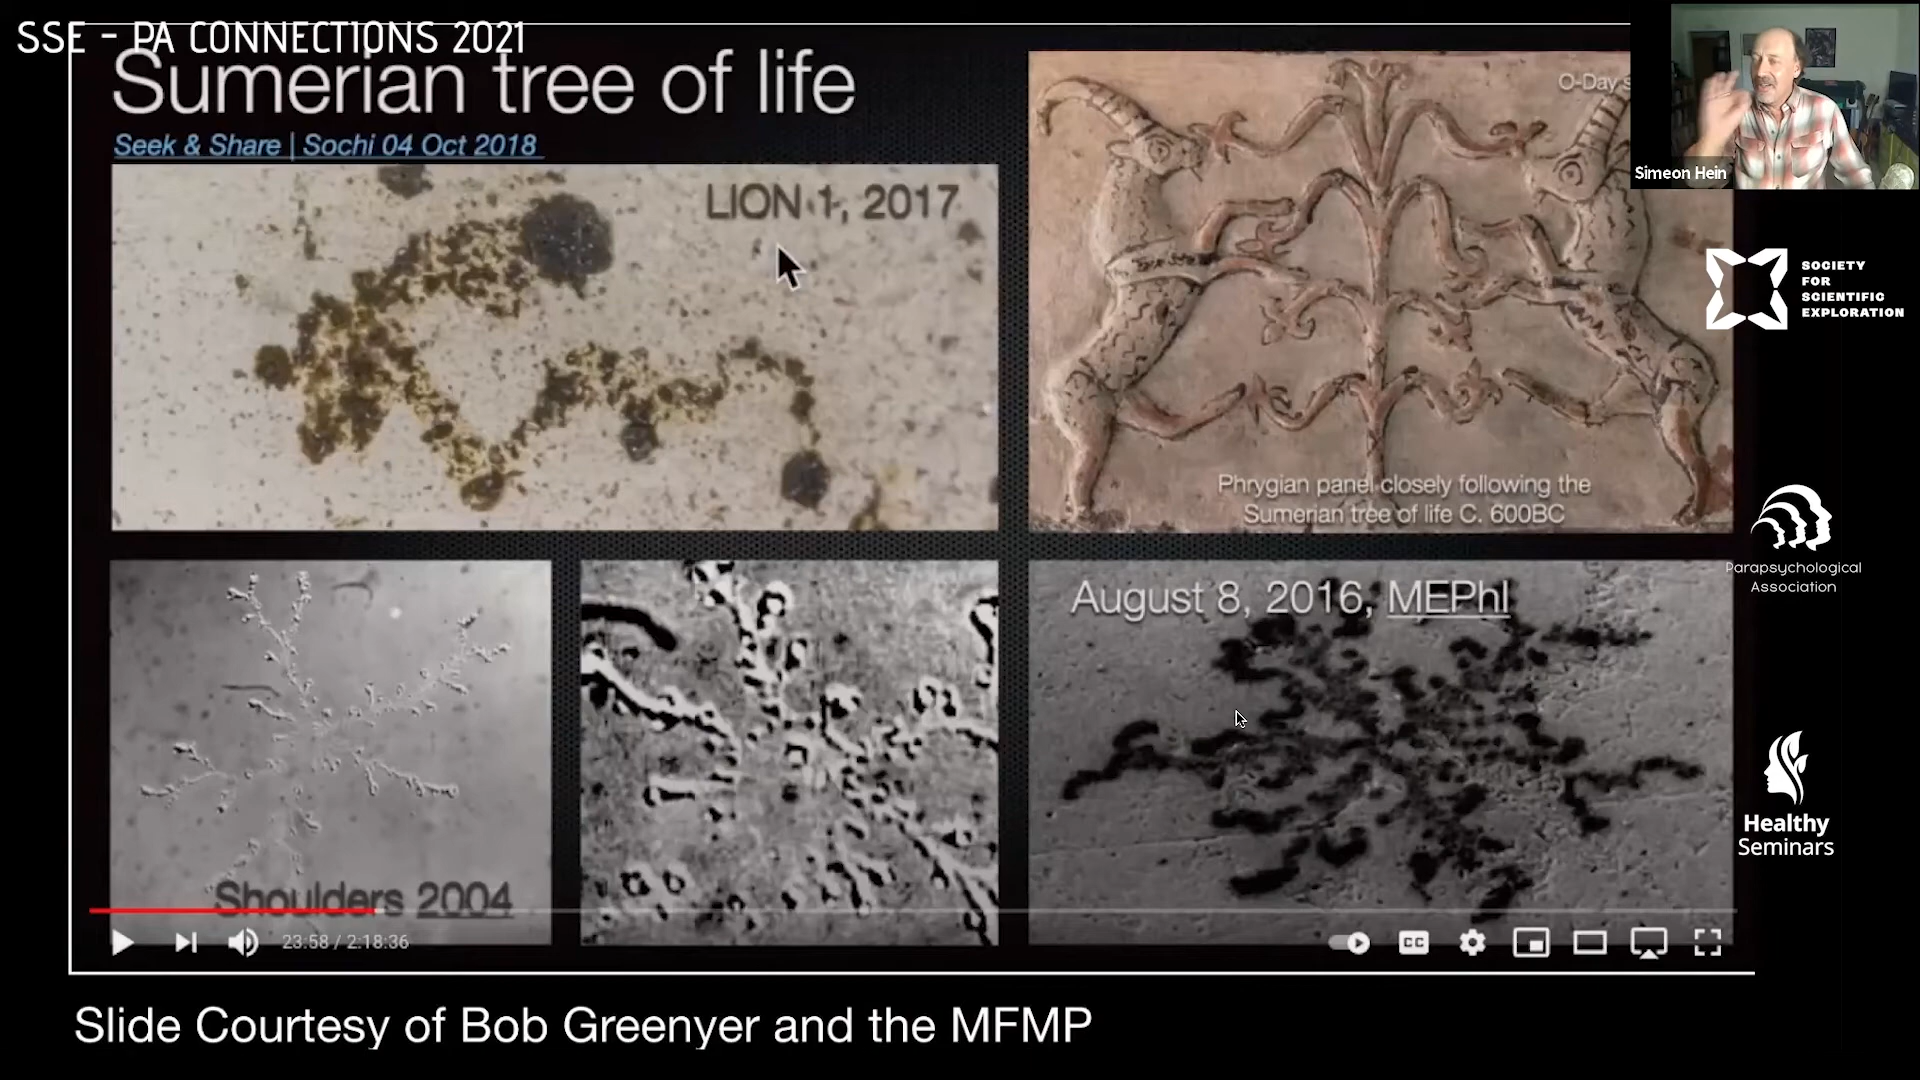 SSE - PA CONNECTIONS 2021
Sumerian tree of life
Seek & Share | Sochi 04 Oct 2018
LION 1, 2017
O-Day
Simeon Hein
SOCIETY
FOR
SCIENTIFIC
EXPLORATION
Phrygian panel closely following the
Sumerian tree of life C. 600BC
Parapsychological
Association
August 8, 2016, MEPhI
Healthy
Seminars
Shoulders 2004
23:58 / 2:18:36
CC
Slide Courtesy of Bob Greenyer and the MFMP